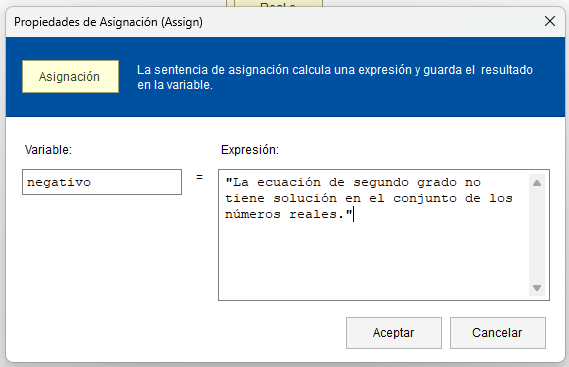 Propiedades de Asignación (Assign)
Asignación
La sentencia de asignación calcula una expresión y guarda el resultado
en la variable.
Variable:
Expresión:
negativo
=
"La ecuación de segundo grado no
tiene solución en el conjunto de los
números reales."
Aceptar
Cancelar